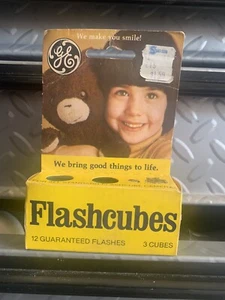 We make you smile!
GE
We bring good things to life.
Flashcubes
12 GUARANTEED FLASHES 3 CUBES